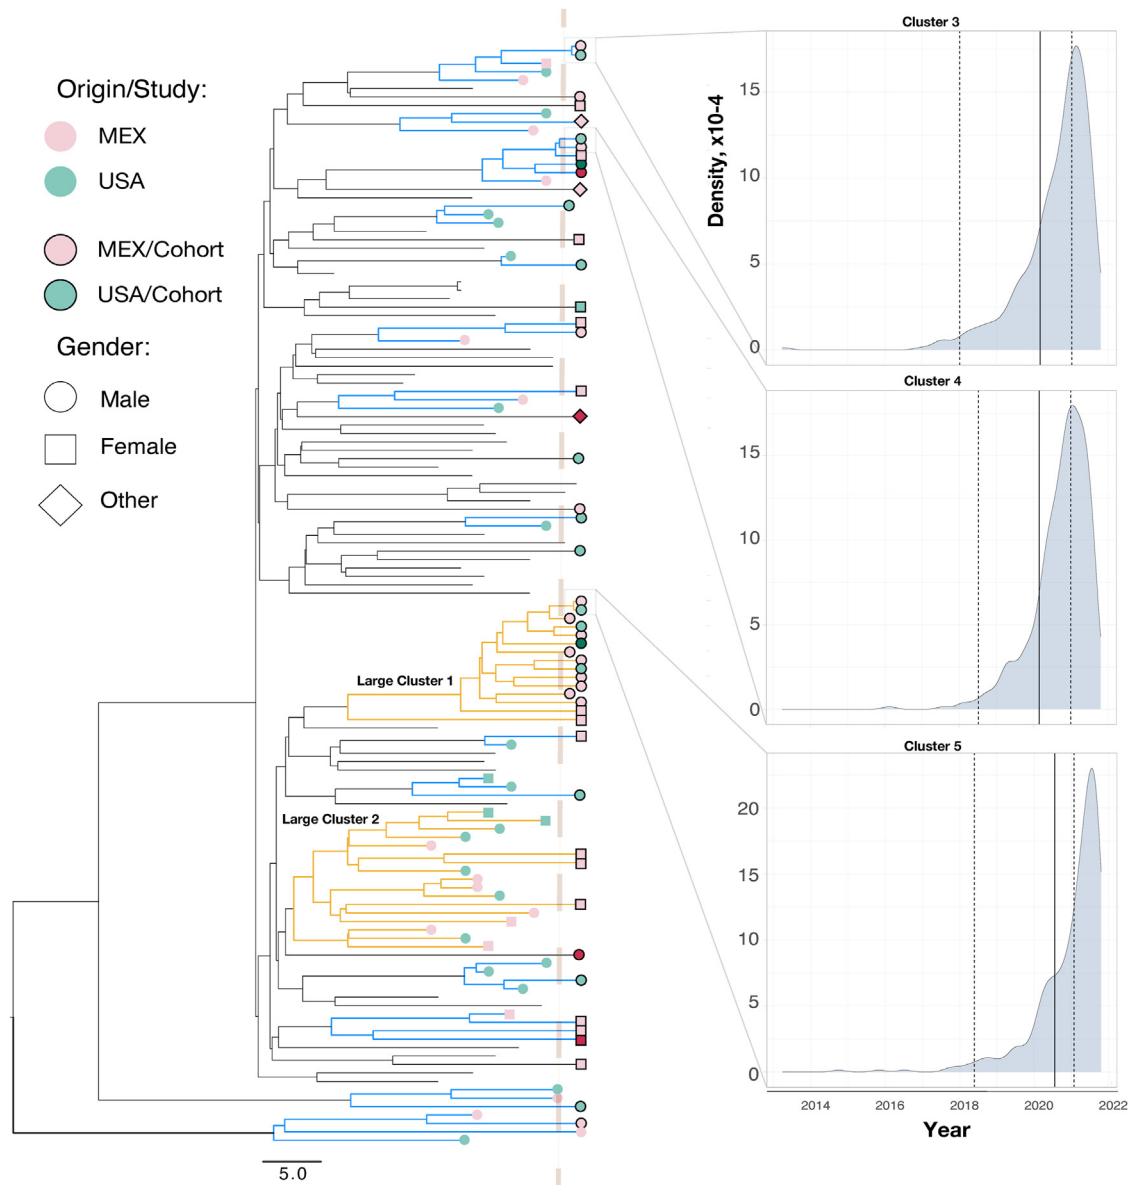 Origin/Study:
MEX
USA
MEX/Cohort
USA/Cohort
Gender:
Male
Female
Other
Large Cluster 1
Large Cluster 2
5.0
Cluster 3
Density, x10-4
15
10
5
0
Cluster 4
15
10
5
0
Cluster 5
20
15
10
5
0
2014 2016 2018 2020 2022
Year